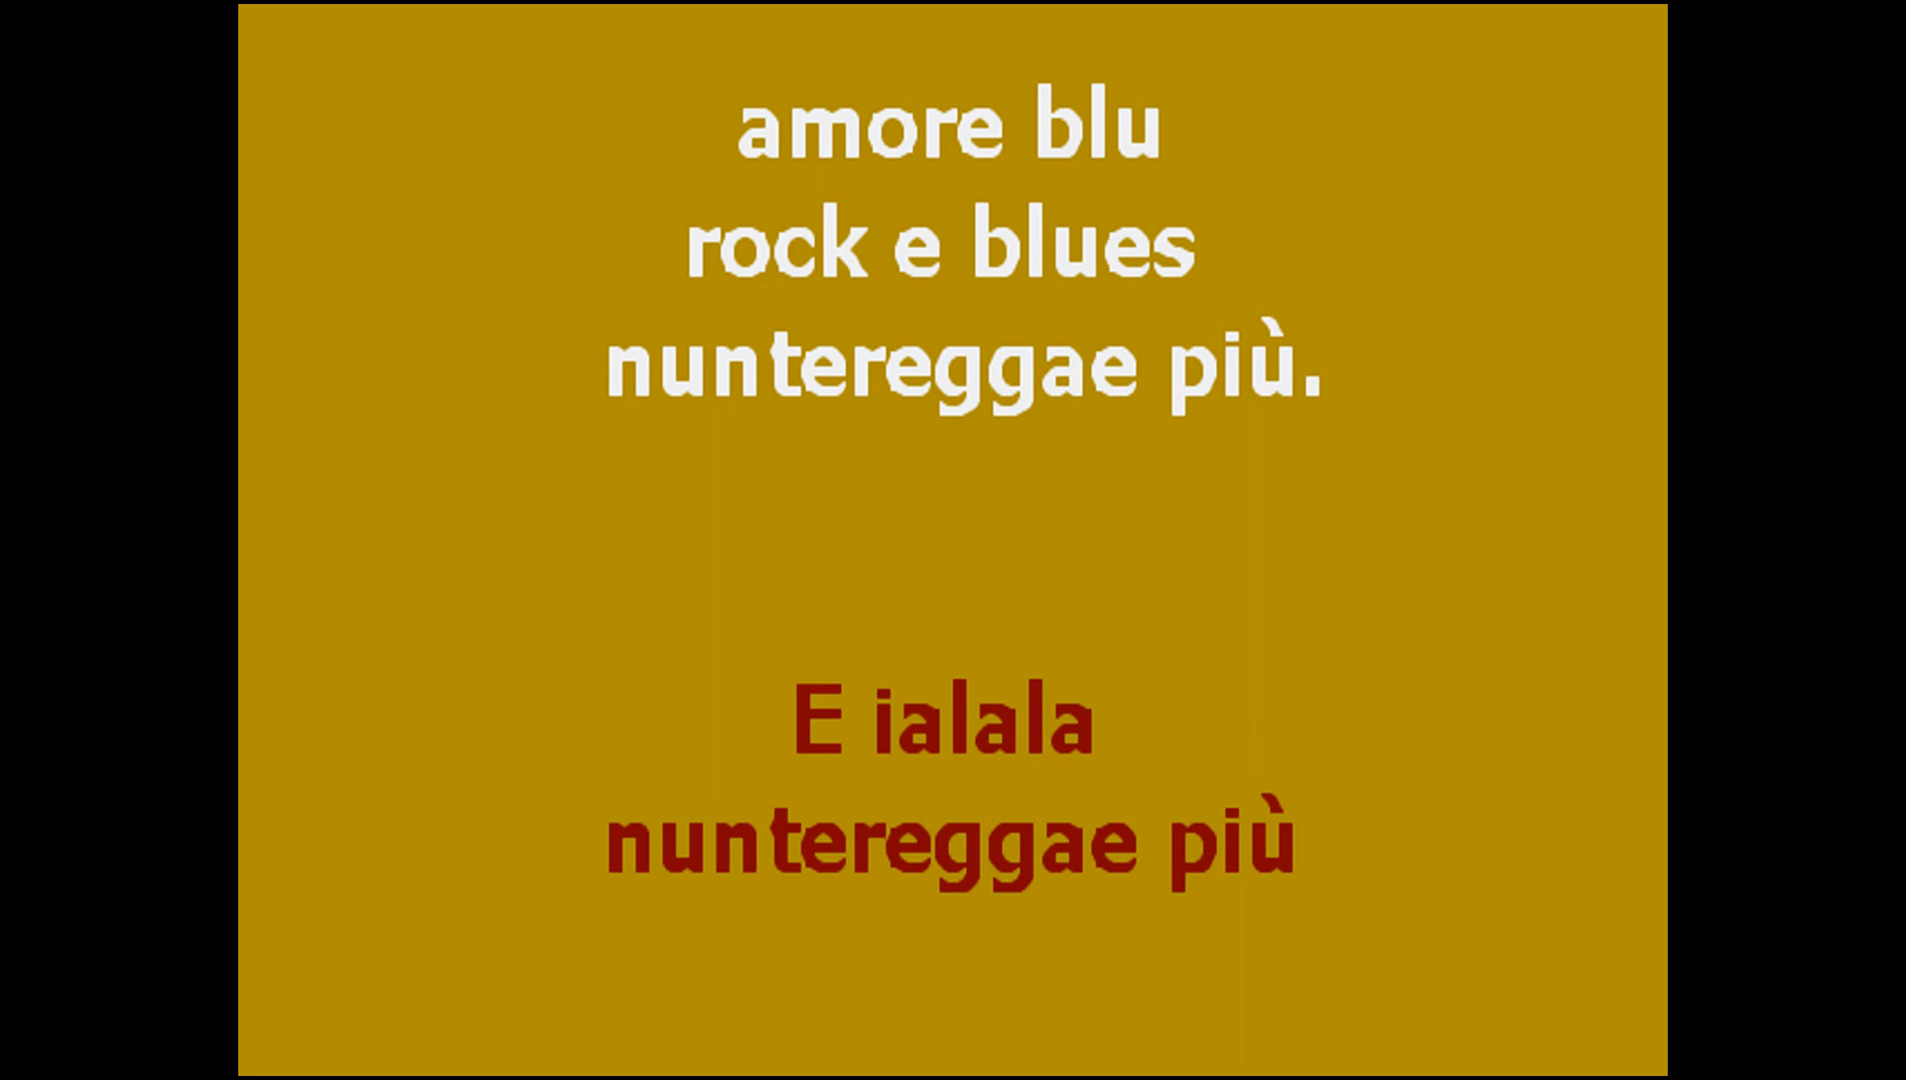 amore blu
rock e blues
nuntereggae più.
E ialala
nuntereggae più